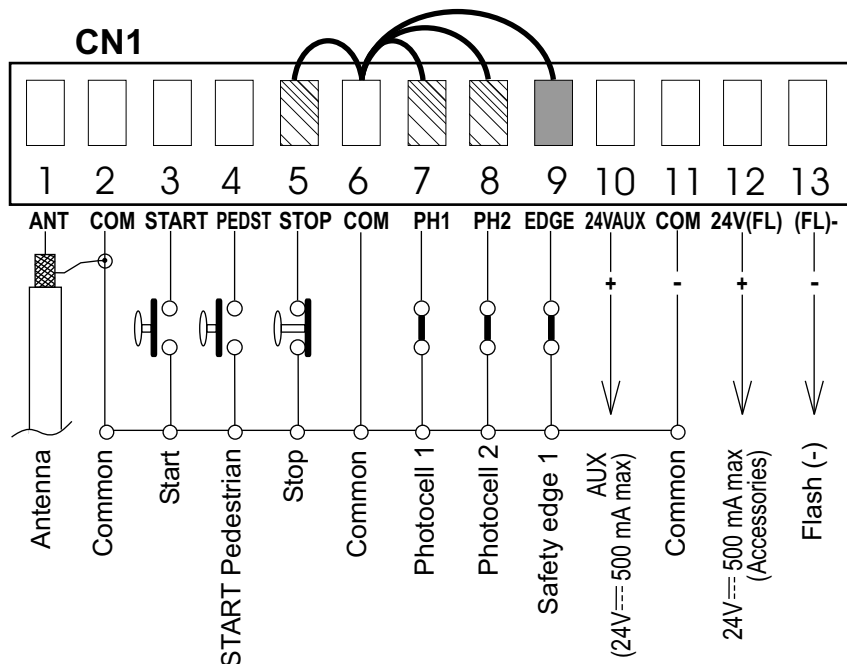 CN1
1 2 3 4 5 6 7 8 9 10 11 12 13
ANT COM START PEDST STOP COM PH1 PH2 EDGE 24VAUX COM 24V(FL) (FL)-
+ - + -
Antenna
Common
Start
START Pedestrian
Stop
Common
Photocell 1
Photocell 2
Safety edge 1
AUX
(24V⎓ 500 mA max)
Common
24V⎓ 500 mA max
(Accessories)
Flash (-)